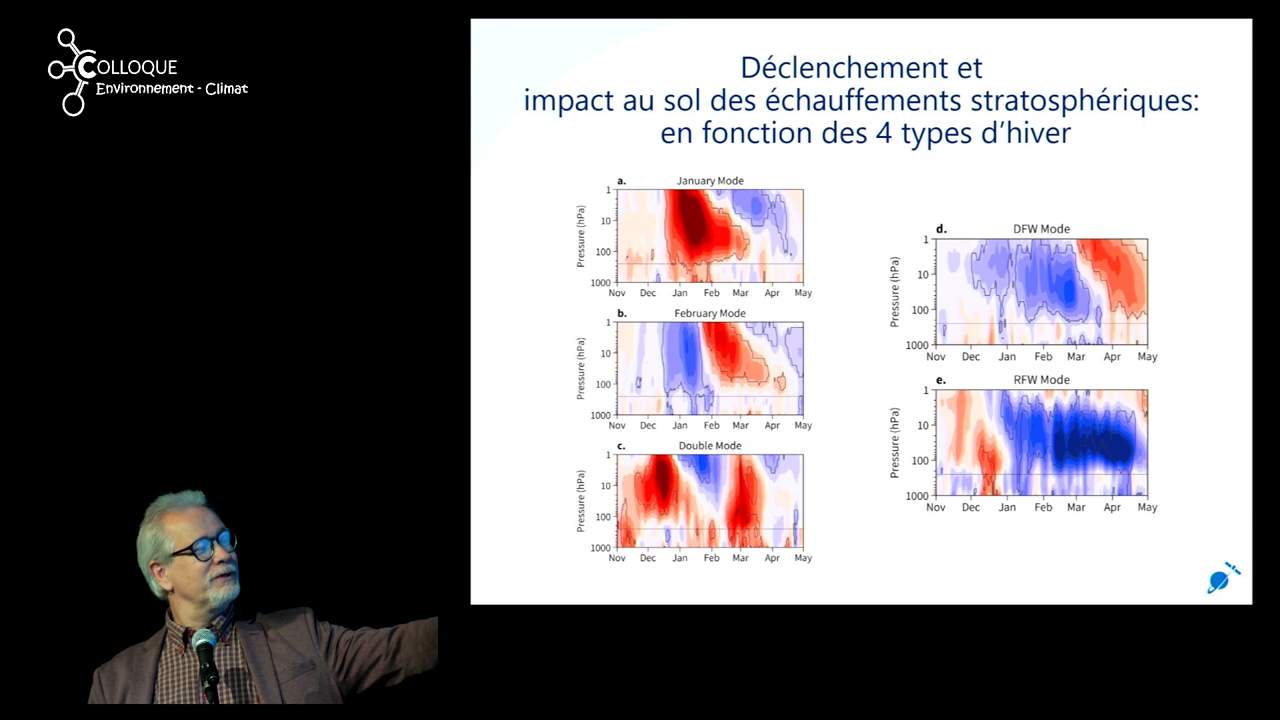 COLLOQUE
Environnement - Climat
Déclenchement et
impact au sol des échauffements stratosphériques:
en fonction des 4 types d’hiver
a. January Mode
Pressure (hPa)
1
10
100
1000
Nov Dec Jan Feb Mar Apr May
b. February Mode
Pressure (hPa)
1
10
100
1000
Nov Dec Jan Feb Mar Apr May
c. Double Mode
Pressure (hPa)
1
10
100
1000
Nov Dec Jan Feb Mar Apr May
d. DFW Mode
Pressure (hPa)
1
10
100
1000
Nov Dec Jan Feb Mar Apr May
e. RFW Mode
Pressure (hPa)
1
10
100
1000
Nov Dec Jan Feb Mar Apr May